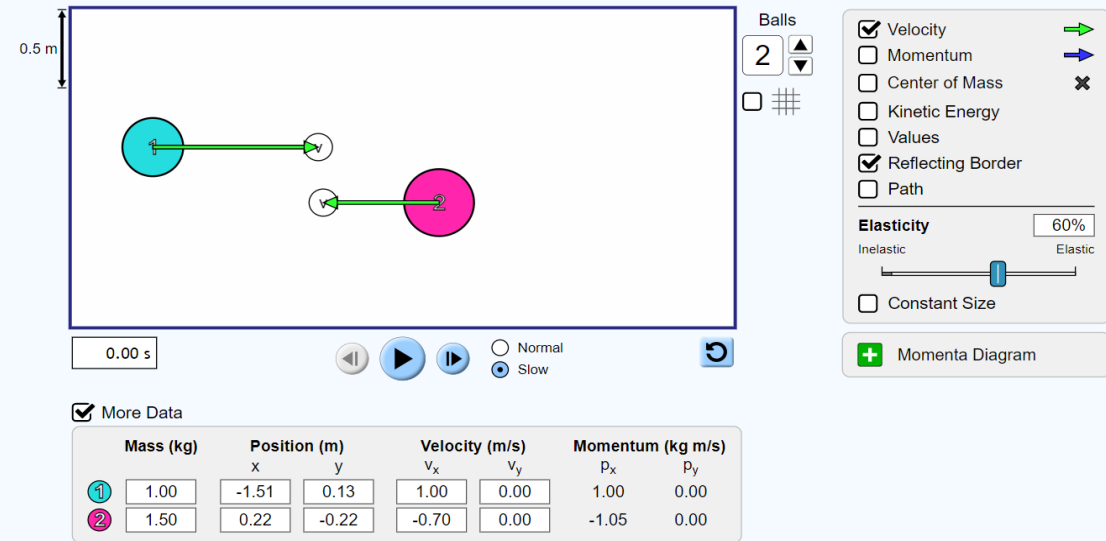 0.5 m
1
v
v
2
Balls
2
Velocity
Momentum
Center of Mass
Kinetic Energy
Values
Reflecting Border
Path
Elasticity 60%
Inelastic Elastic
Constant Size
Momenta Diagram
0.00 s
Normal
Slow
More Data
Mass (kg) Position (m) Velocity (m/s) Momentum (kg m/s)
x y vₓ vᵧ pₓ pᵧ
1 1.00 -1.51 0.13 1.00 0.00 1.00 0.00
2 1.50 0.22 -0.22 -0.70 0.00 -1.05 0.00